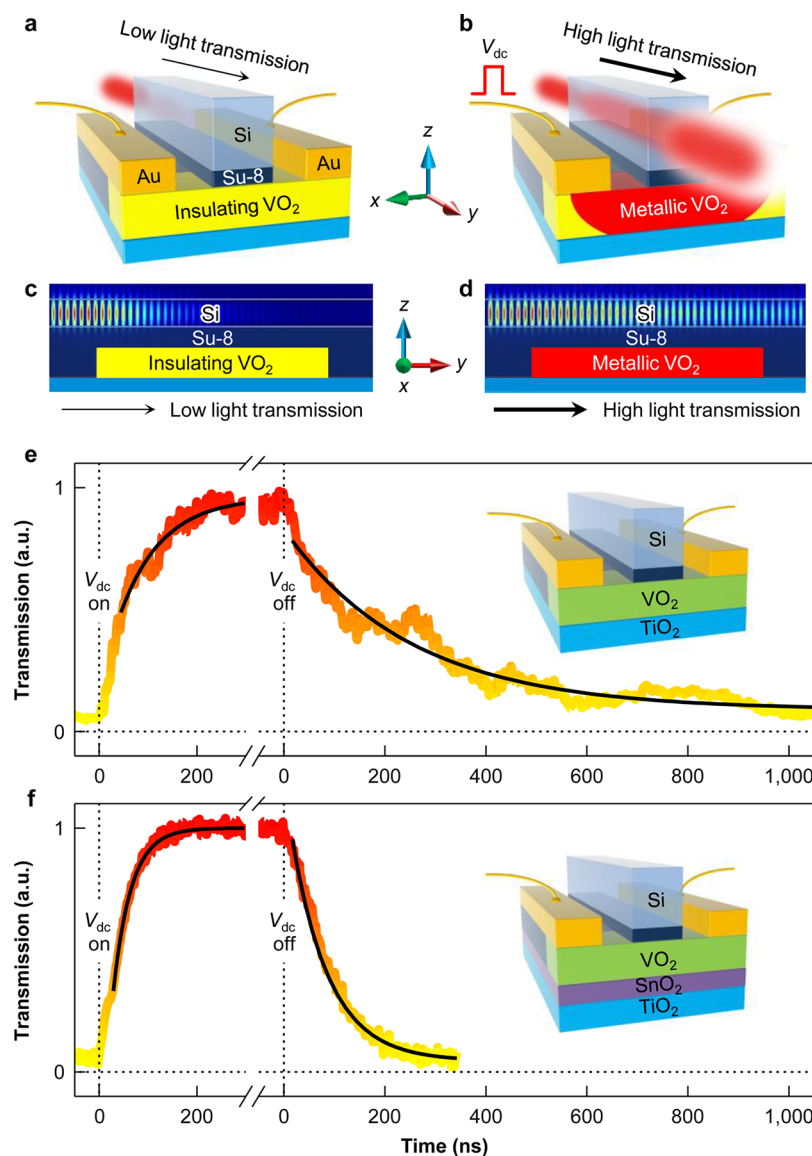 a
Low light
transmission
Si
Au
Au
Su-8
Insulating VO2
z
x
y
b
Vdc
High light
transmission
Metallic VO2
c
Si
Su-8
Insulating VO2
Low light transmission
z
x
y
d
Si
Su-8
Metallic VO2
High light transmission
e
Transmission (a.u.)
1
0
Vdc
on
Vdc
off
Si
VO2
TiO2
0
200
0
200
400
600
800
1,000
f
Transmission (a.u.)
1
0
Vdc
on
Vdc
off
Si
VO2
SnO2
TiO2
0
200
0
200
400
600
800
1,000
Time (ns)